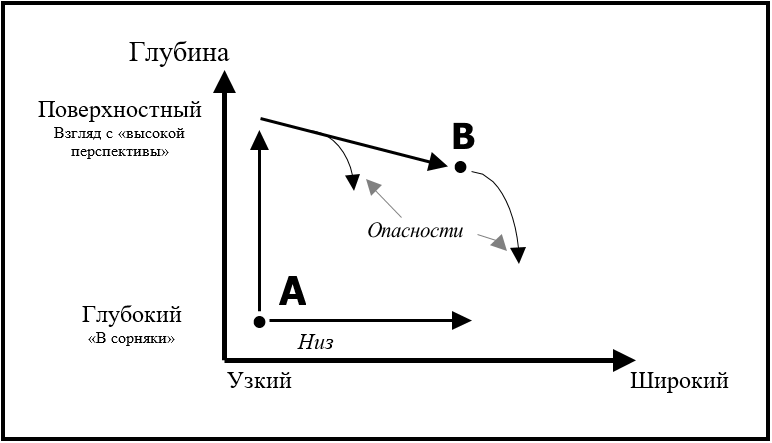 Глубина
Поверхностный
Взгляд с «высокой
перспективы»
B
Опасности
A
Глубокий
«В сорняки»
Низ
Узкий
Широкий